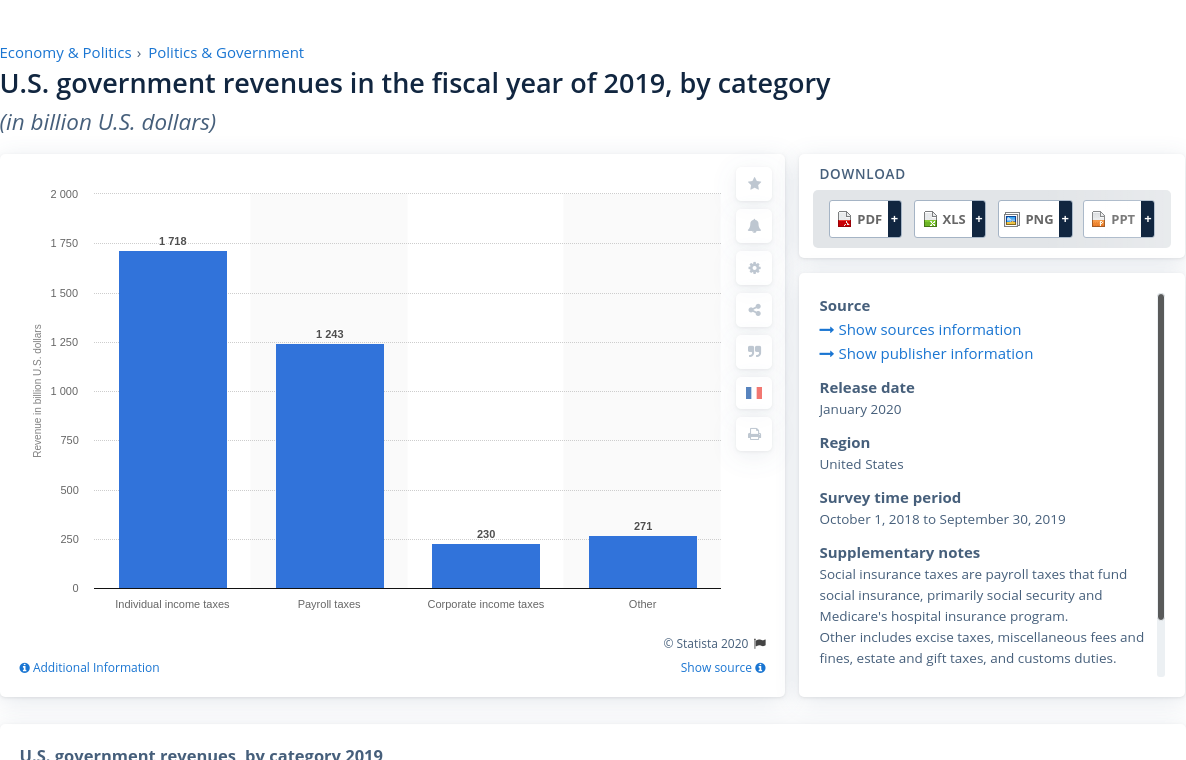 Economy & Politics › Politics & Government
U.S. government revenues in the fiscal year of 2019, by category
(in billion U.S. dollars)
2 000
1 750
1 500
1 250
1 000
750
500
250
0
Revenue in billion U.S. dollars
1 718
1 243
230
271
Individual income taxes
Payroll taxes
Corporate income taxes
Other
© Statista 2020
Additional Information
Show source
DOWNLOAD
PDF +
XLS +
PNG +
PPT +
Source
Show sources information
Show publisher information
Release date
January 2020
Region
United States
Survey time period
October 1, 2018 to September 30, 2019
Supplementary notes
Social insurance taxes are payroll taxes that fund
social insurance, primarily social security and
Medicare's hospital insurance program.
Other includes excise taxes, miscellaneous fees and
fines, estate and gift taxes, and customs duties.
U.S. government revenues, by category 2019